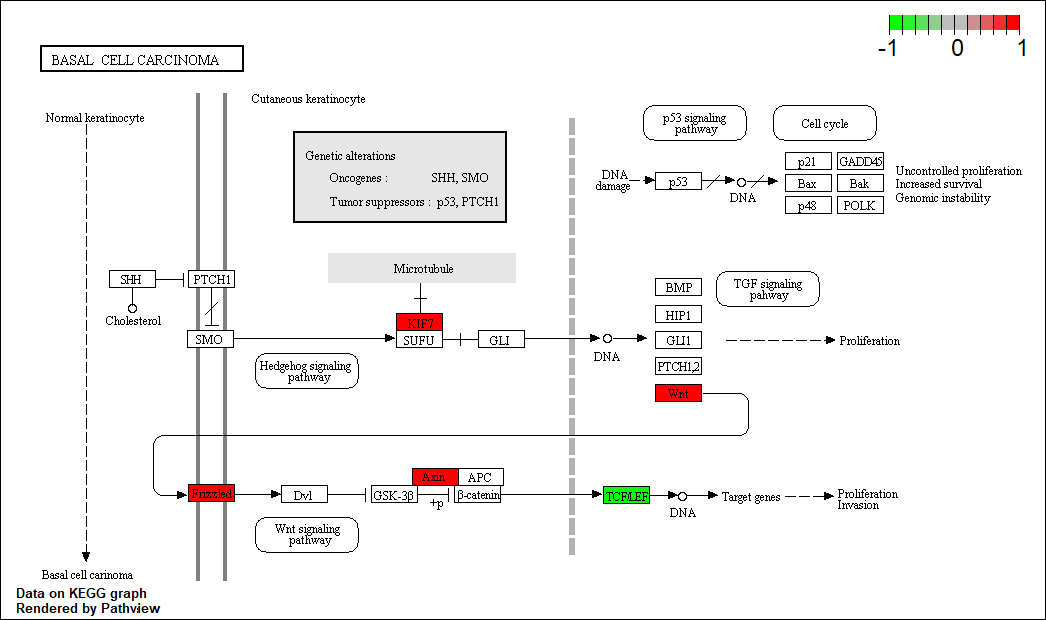 -1 0 1
BASAL CELL CARCINOMA
Cutaneous keratinocyte
Normal keratinocyte
p53 signaling
pathway
Cell cycle
Genetic alterations
Oncogenes : SHH, SMO
Tumor suppressors : p53, PTCH1
DNA
damage
p53
DNA
p21
GADD45
Bax
Bak
p48
POLK
Uncontrolled proliferation
Increased survival
Genomic instability
Microtubule
SHH
PTCH1
Cholesterol
SMO
KIF7
SUFU
GLI
DNA
BMP
HIP1
GLI1
PTCH1,2
Wnt
TGF signaling
pahway
Proliferation
Hedgehog signaling
pathway
Frizzled
Dvl
GSK-3β
Axin
APC
+p
β-catenin
TCF/LEF
DNA
Target genes
Proliferation
Invasion
Wnt signaling
pathway
Basal cell carinoma
Data on KEGG graph
Rendered by Pathview